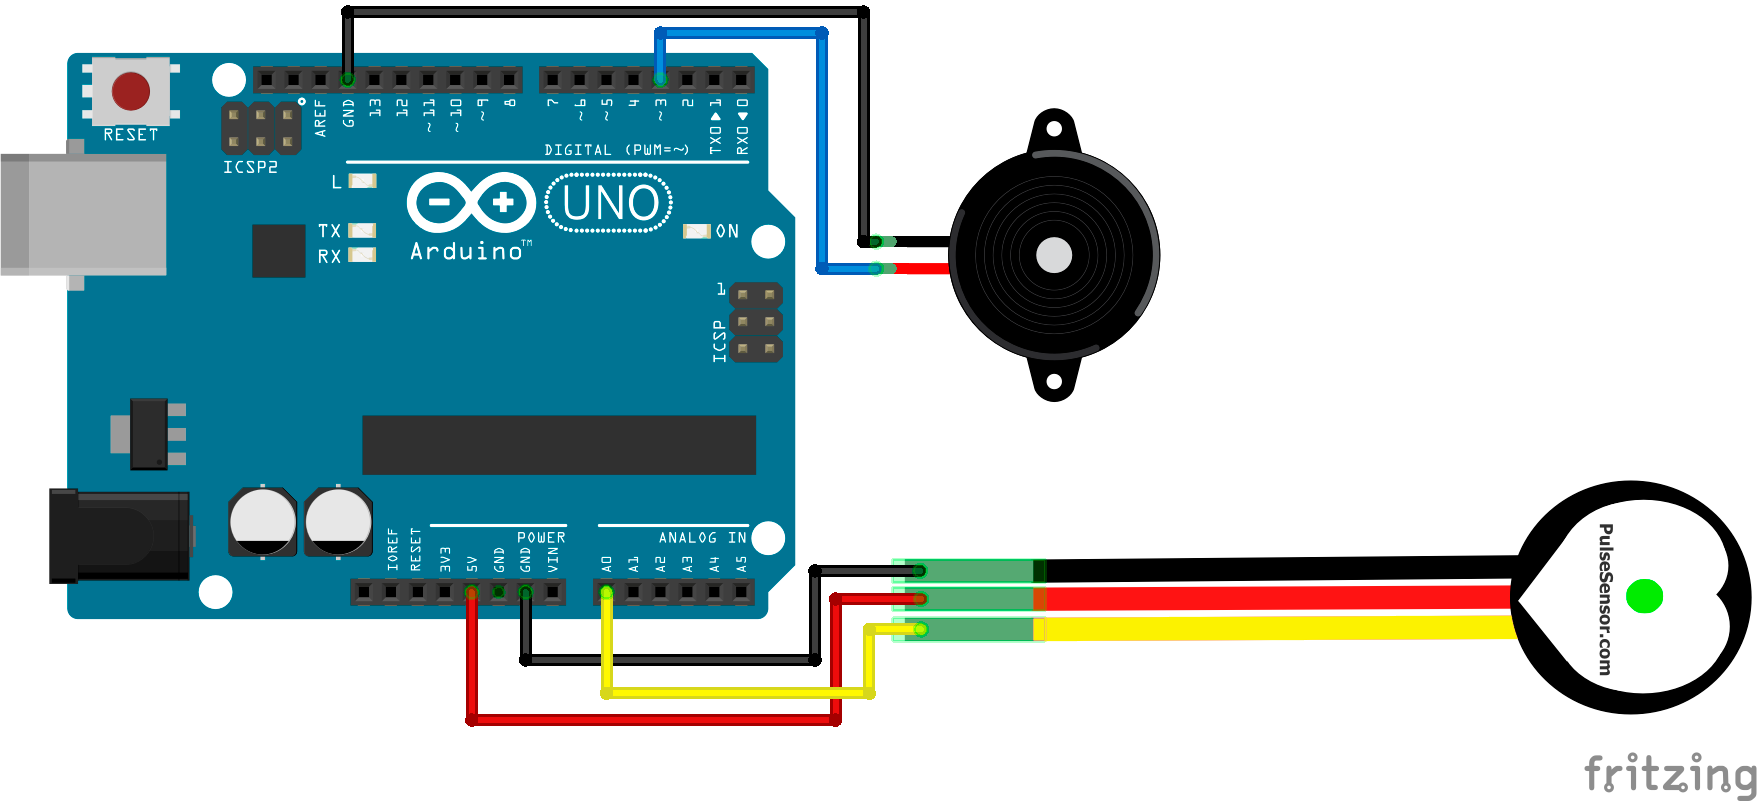 RESET
ICSP2
AREF
GND
13
12
~11
~10
~9
8
7
~6
~5
4
~3
2
TX0▶1
RX0◀0
DIGITAL (PWM=~)
L
TX
RX
Arduino™
UNO
ON
1
ICSP
IOREF
RESET
3V3
5V
GND
GND
VIN
POWER
ANALOG IN
A0
A1
A2
A3
A4
A5
PulseSensor.com
fritzing